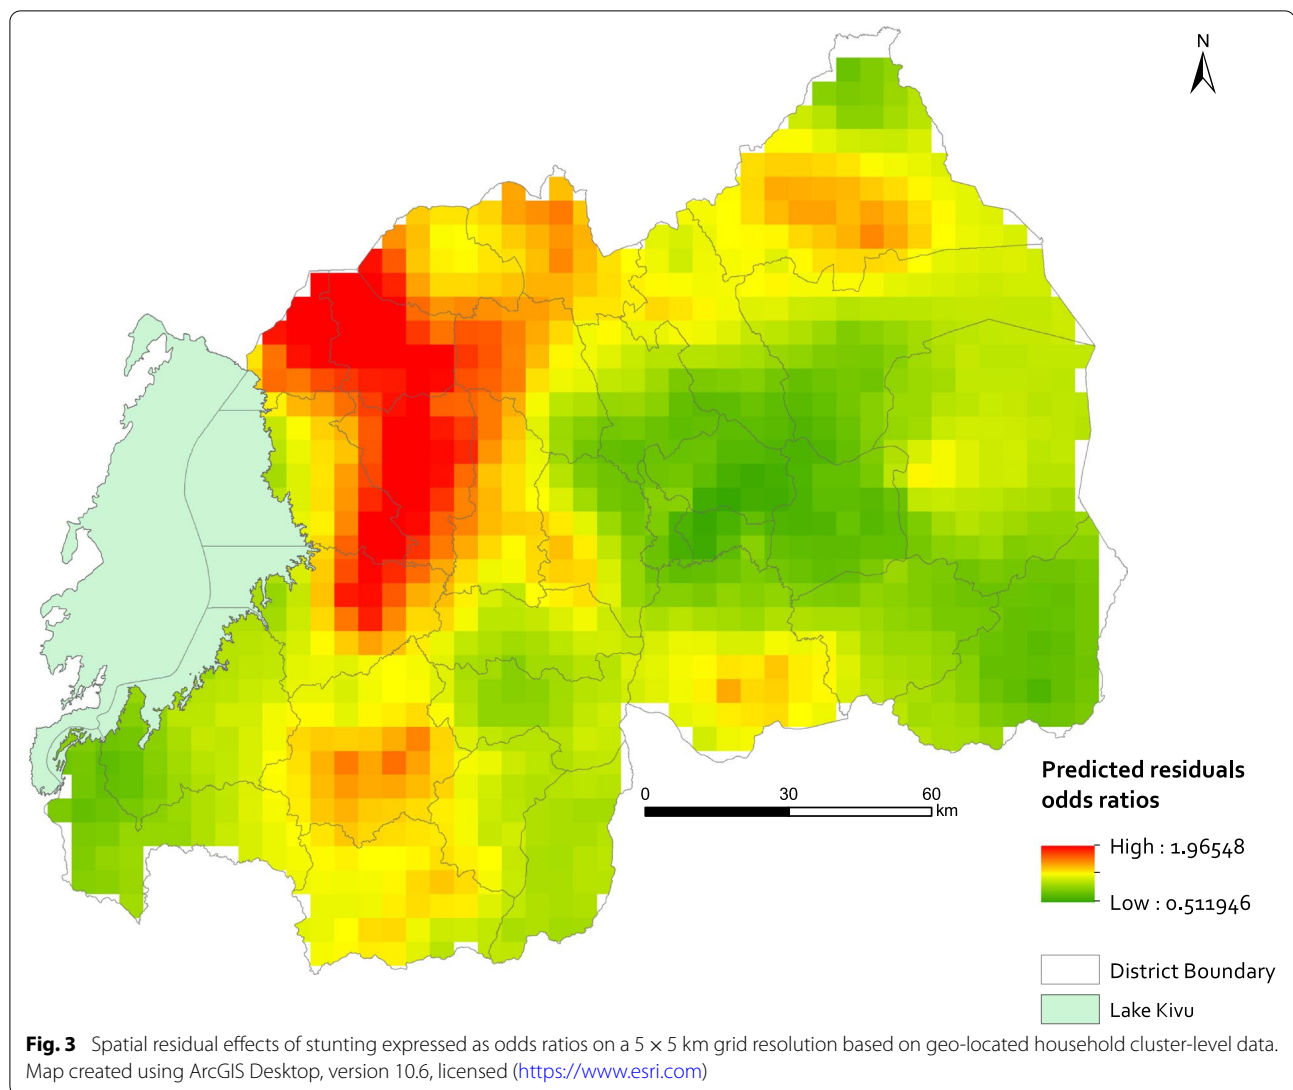 N
0 30 60
km
Predicted residuals
odds ratios
High : 1.96548
Low : 0.511946
District Boundary
Lake Kivu
Fig. 3 Spatial residual effects of stunting expressed as odds ratios on a 5 × 5 km grid resolution based on geo-located household cluster-level data.
Map created using ArcGIS Desktop, version 10.6, licensed (https://www.esri.com)